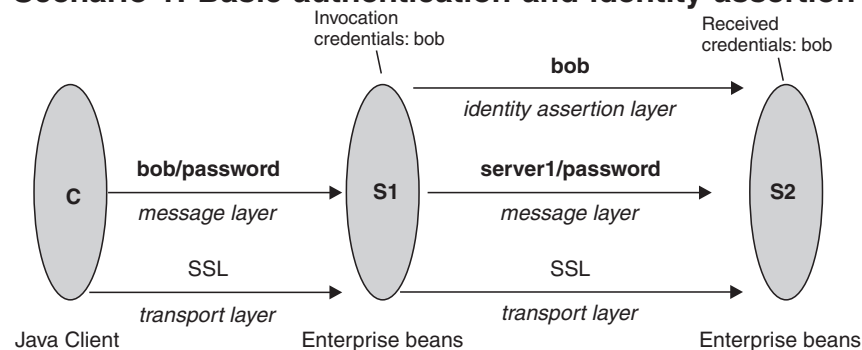 Scenario 1: Basic authentication and identity assertion
Invocation
credentials: bob
Received
credentials: bob
bob
identity assertion layer
bob/password
message layer
server1/password
message layer
C
S1
S2
SSL
transport layer
SSL
transport layer
Java Client
Enterprise beans
Enterprise beans